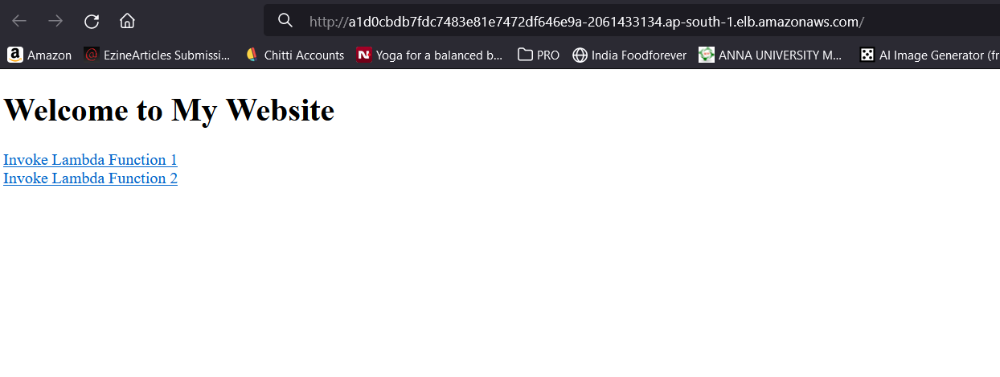 http://a1d0cbdb7fdc7483e81e7472df646e9a-2061433134.ap-south-1.elb.amazonaws.com/
Amazon EzineArticles Submissi... Chitti Accounts Yoga for a balanced b... PRO India Foodforever ANNA UNIVERSITY M... AI Image Generator (fr
Welcome to My Website
Invoke Lambda Function 1
Invoke Lambda Function 2